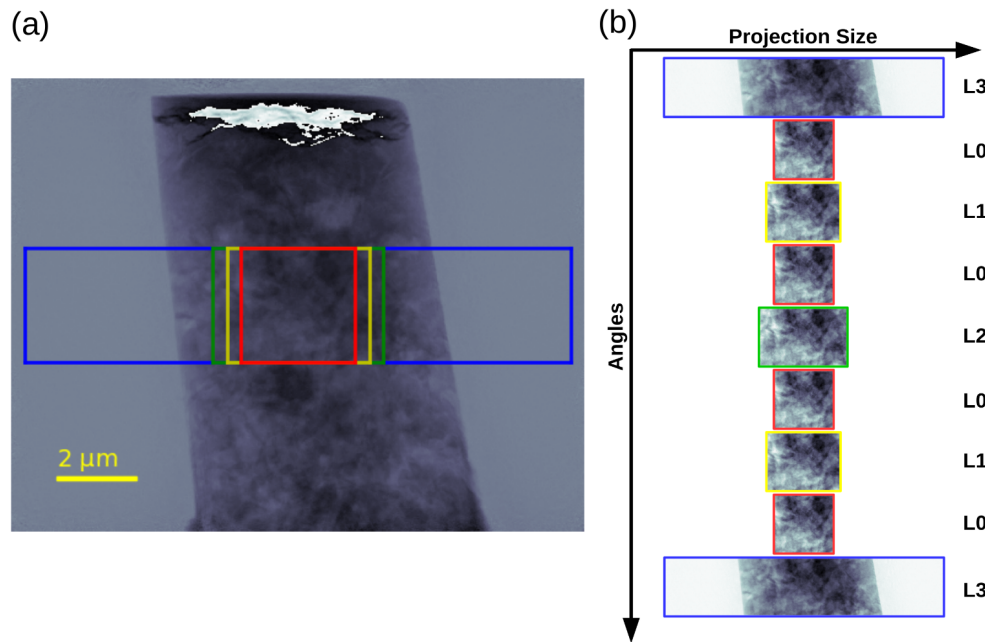 (a)
2 μm
(b)
Projection Size
Angles
L3
L0
L1
L0
L2
L0
L1
L0
L3